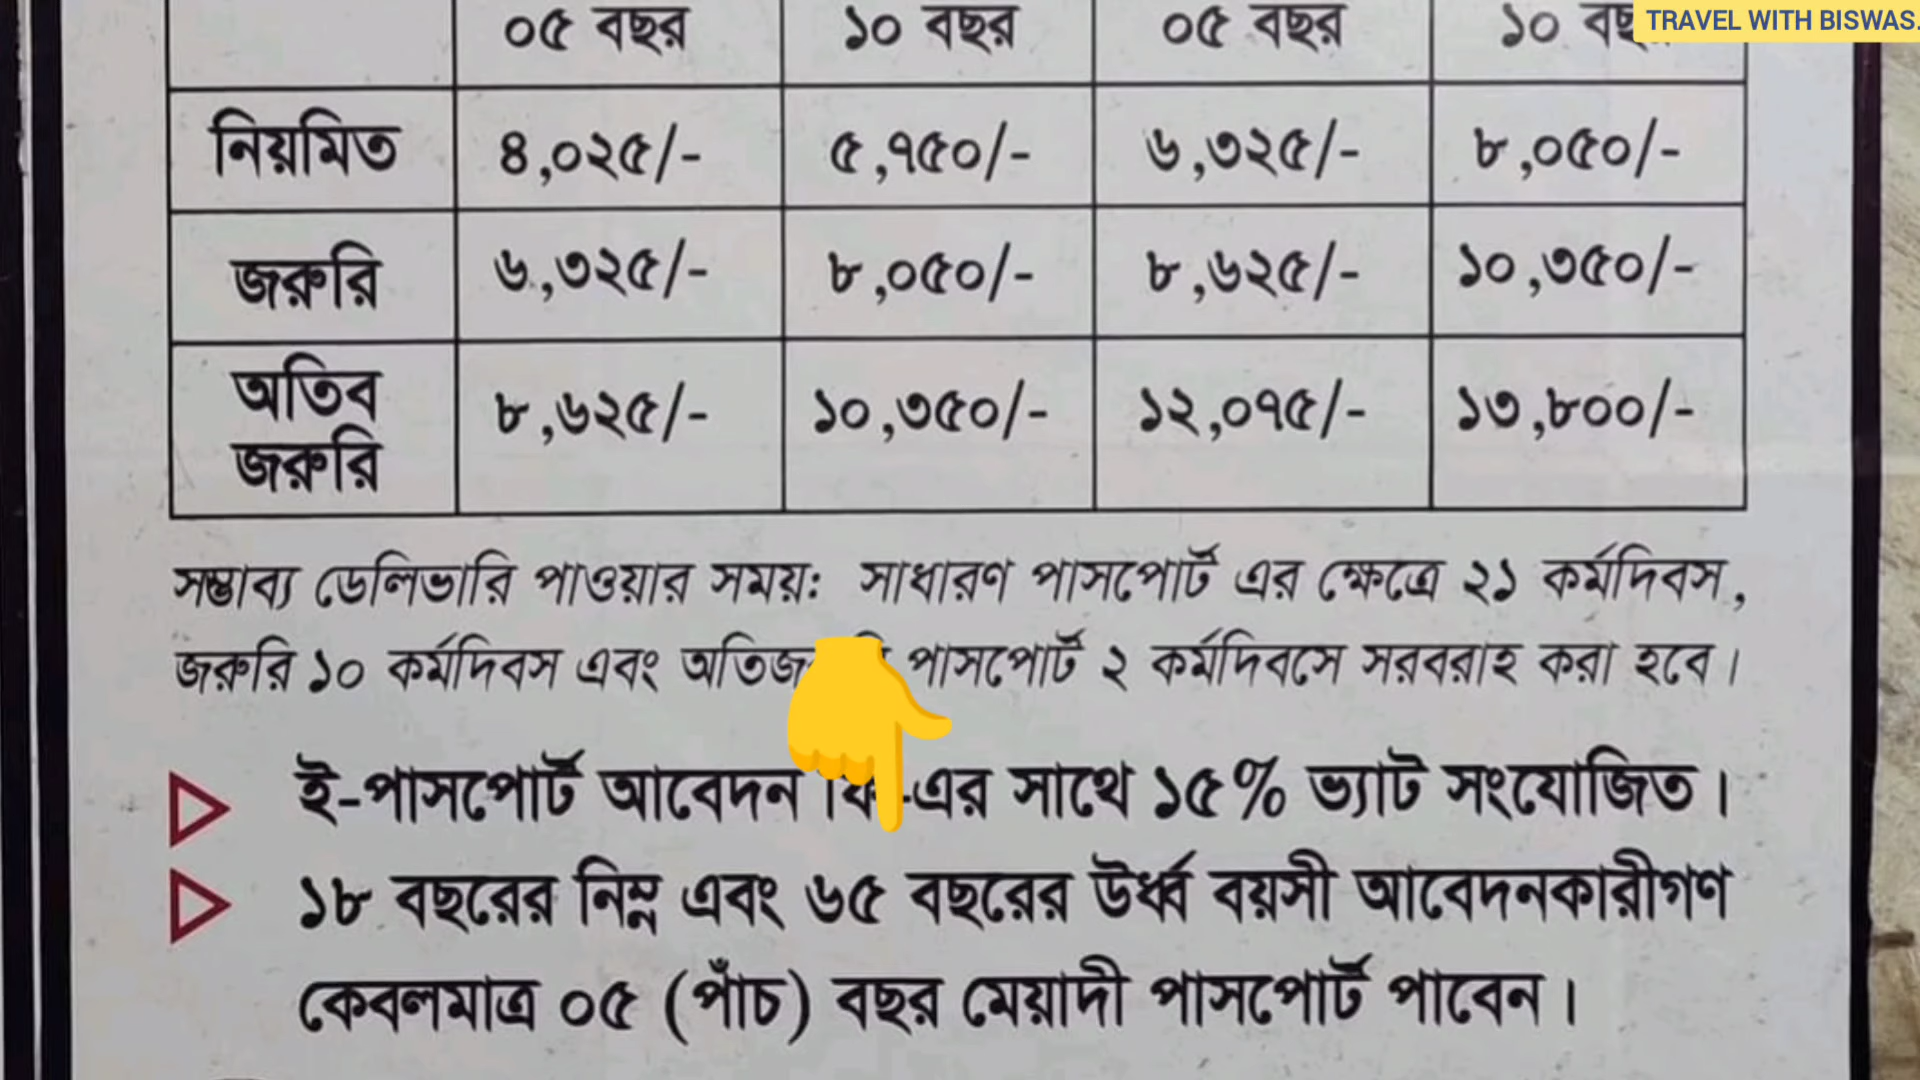 TRAVEL WITH BISWAS.
০৫ বছর ১০ বছর ০৫ বছর ১০
নিয়মিত ৪,০২৫/- ৫,৭৫০/- ৬,৩২৫/- ৮,০৫০/-
জরুরি ৬,৩২৫/- ৮,০৫০/- ৮,৬২৫/- ১০,৩৫০/-
অতিব
জরুরি ৮,৬২৫/- ১০,৩৫০/- ১২,০৭৫/- ১৩,৮০০/-
সম্ভাব্য ডেলিভারি পাওয়ার সময়ঃ সাধারণ পাসপোর্ট এর ক্ষেত্রে ২১ কর্মদিবস,
জরুরি ১০ কর্মদিবস এবং পাসপোর্ট ২ কর্মদিবসে সরবরাহ করা হবে।
ই-পাসপোর্ট আবেদন -এর সাথে ১৫% ভ্যাট সংযোজিত।
১৮ বছরের নিম্ন এবং ৬৫ বছরের উর্ধ্ব বয়সী আবেদনকারীগণ
কেবলমাত্র ০৫ (পাঁচ) বছর মেয়াদী পাসপোর্ট পাবেন।